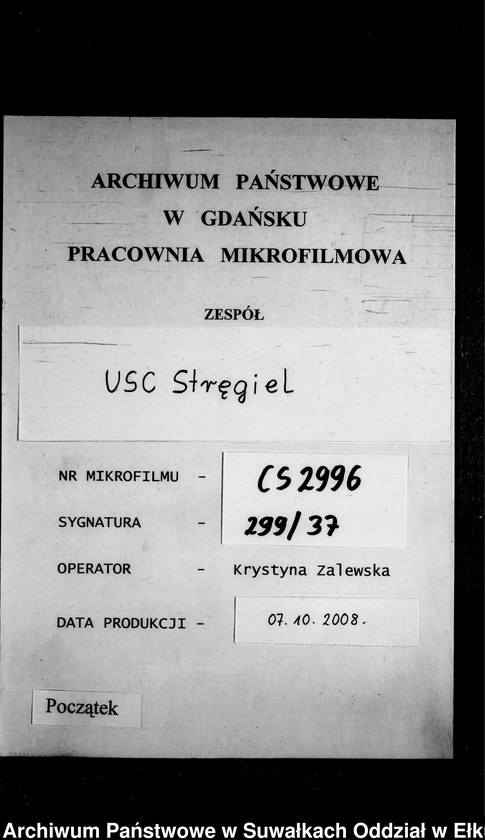 ARCHIWUM PAŃSTWOWE
W GDAŃSKU
PRACOWNIA MIKROFILMOWA
ZESPÓŁ
USC Stręgiel
NR MIKROFILMU - CS 2996
SYGNATURA - 299/37
OPERATOR - Krystyna Zalewska
DATA PRODUKCJI - 07.10.2008.
Początek
Archiwum Państwowe w Suwałkach Oddział w Ełk